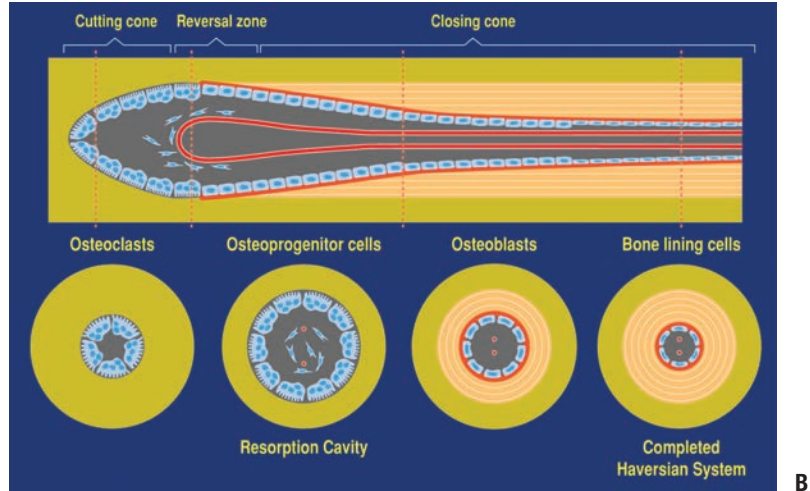 Cutting cone Reversal zone Closing cone
Osteoclasts Osteoprogenitor cells Osteoblasts Bone lining cells
Resorption Cavity Completed
Haversian System
B